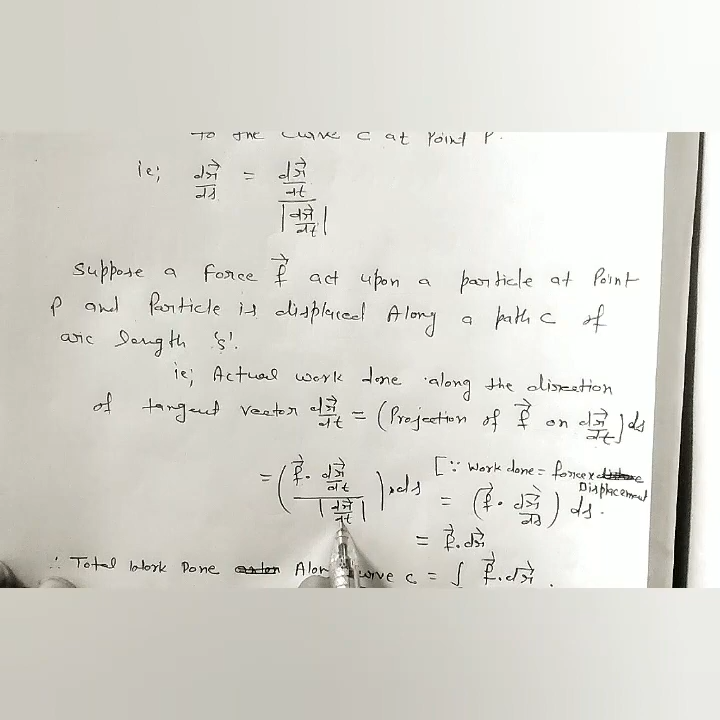 To the curve C at Point P.
ie; dr⃗/ds = (dr⃗/dt)/|dr⃗/dt|
Suppose a force f⃗ act upon a particle at Point
P and Particle is displaced Along a path C of
arc length 's'.
ie; Actual work done along the direction
of tangent vector dr⃗/dt = (Projection of f⃗ on dr⃗/dt) ds
= (f⃗ · (dr⃗/dt)/|dr⃗/dt|) · ds [∵ work done = force × Displacement
= (f⃗ · dr⃗/ds) ds.
= f⃗ · dr⃗
∴ Total Work Done Along curve c = ∫ f⃗ · dr⃗.